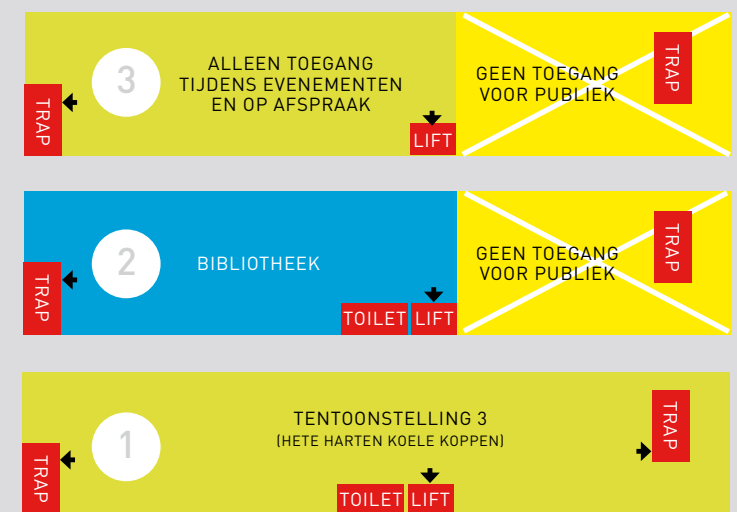 3
ALLEEN TOEGANG
TIJDENS EVENEMENTEN
EN OP AFSPRAAK
TRAP
LIFT
GEEN TOEGANG
VOOR PUBLIEK
TRAP
2
BIBLIOTHEEK
TRAP
TOILET
LIFT
GEEN TOEGANG
VOOR PUBLIEK
TRAP
1
TENTOONSTELLING 3
(HETE HARTEN KOELE KOPPEN)
TRAP
TOILET
LIFT
TRAP